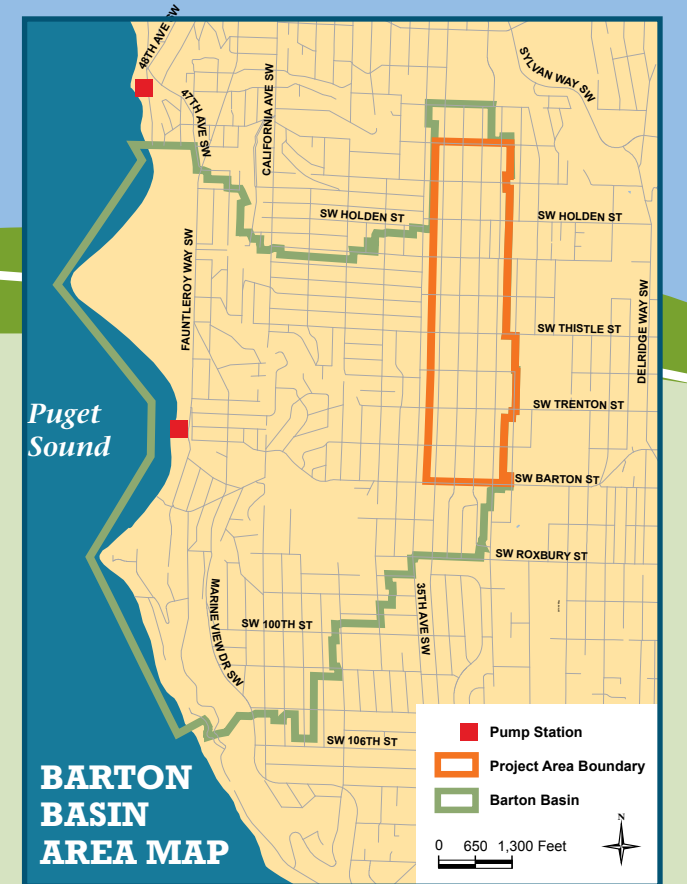 48TH AVE SW
SYLVAN WAY SW
47TH AVE SW
CALIFORNIA AVE SW
SW HOLDEN ST
SW HOLDEN ST
FAUNTLEROY WAY SW
DELRIDGE WAY SW
SW THISTLE ST
Puget
Sound
SW TRENTON ST
SW BARTON ST
SW ROXBURY ST
35TH AVE SW
MARINE VIEW DR SW
SW 100TH ST
SW 106TH ST
BARTON
BASIN
AREA MAP
Pump Station
Project Area Boundary
Barton Basin
0 650 1,300 Feet
N